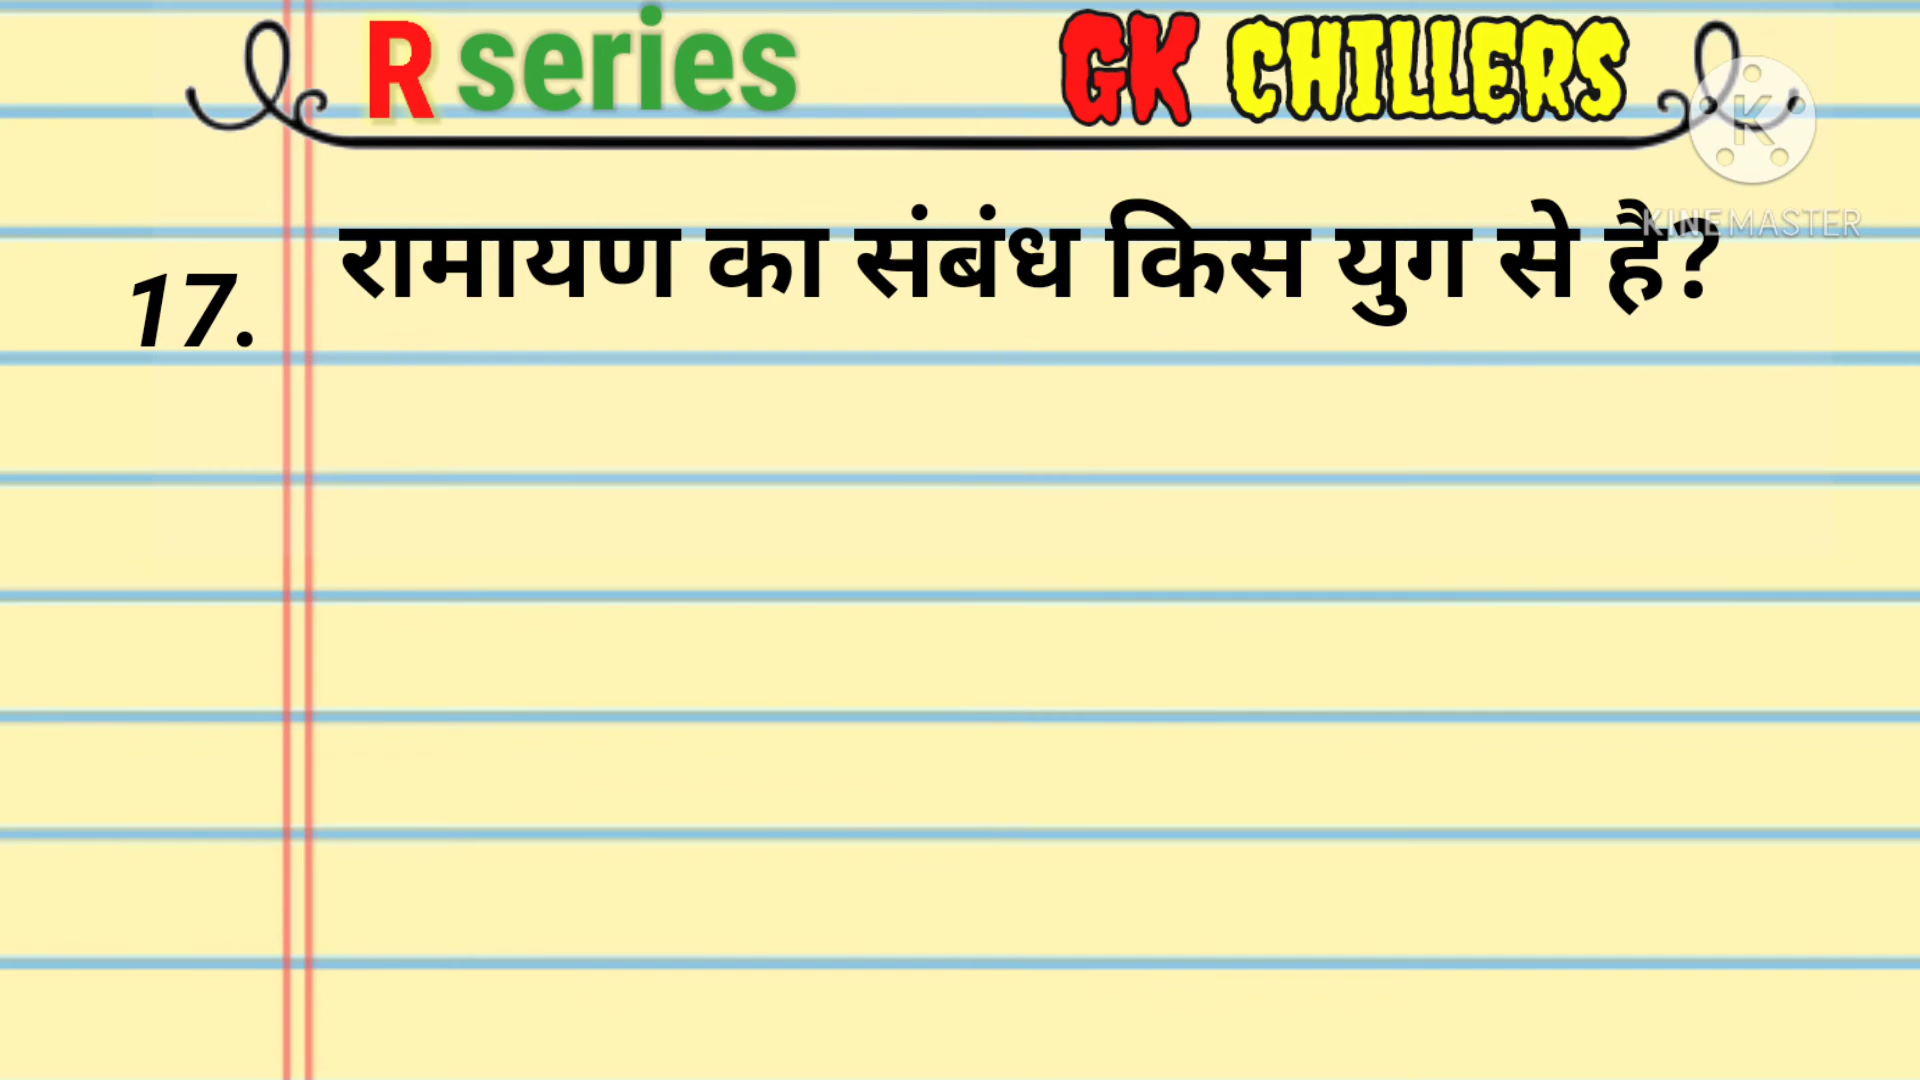 R series GK CHILLERS
K
KINEMASTER
17. रामायण का संबंध किस युग से है?